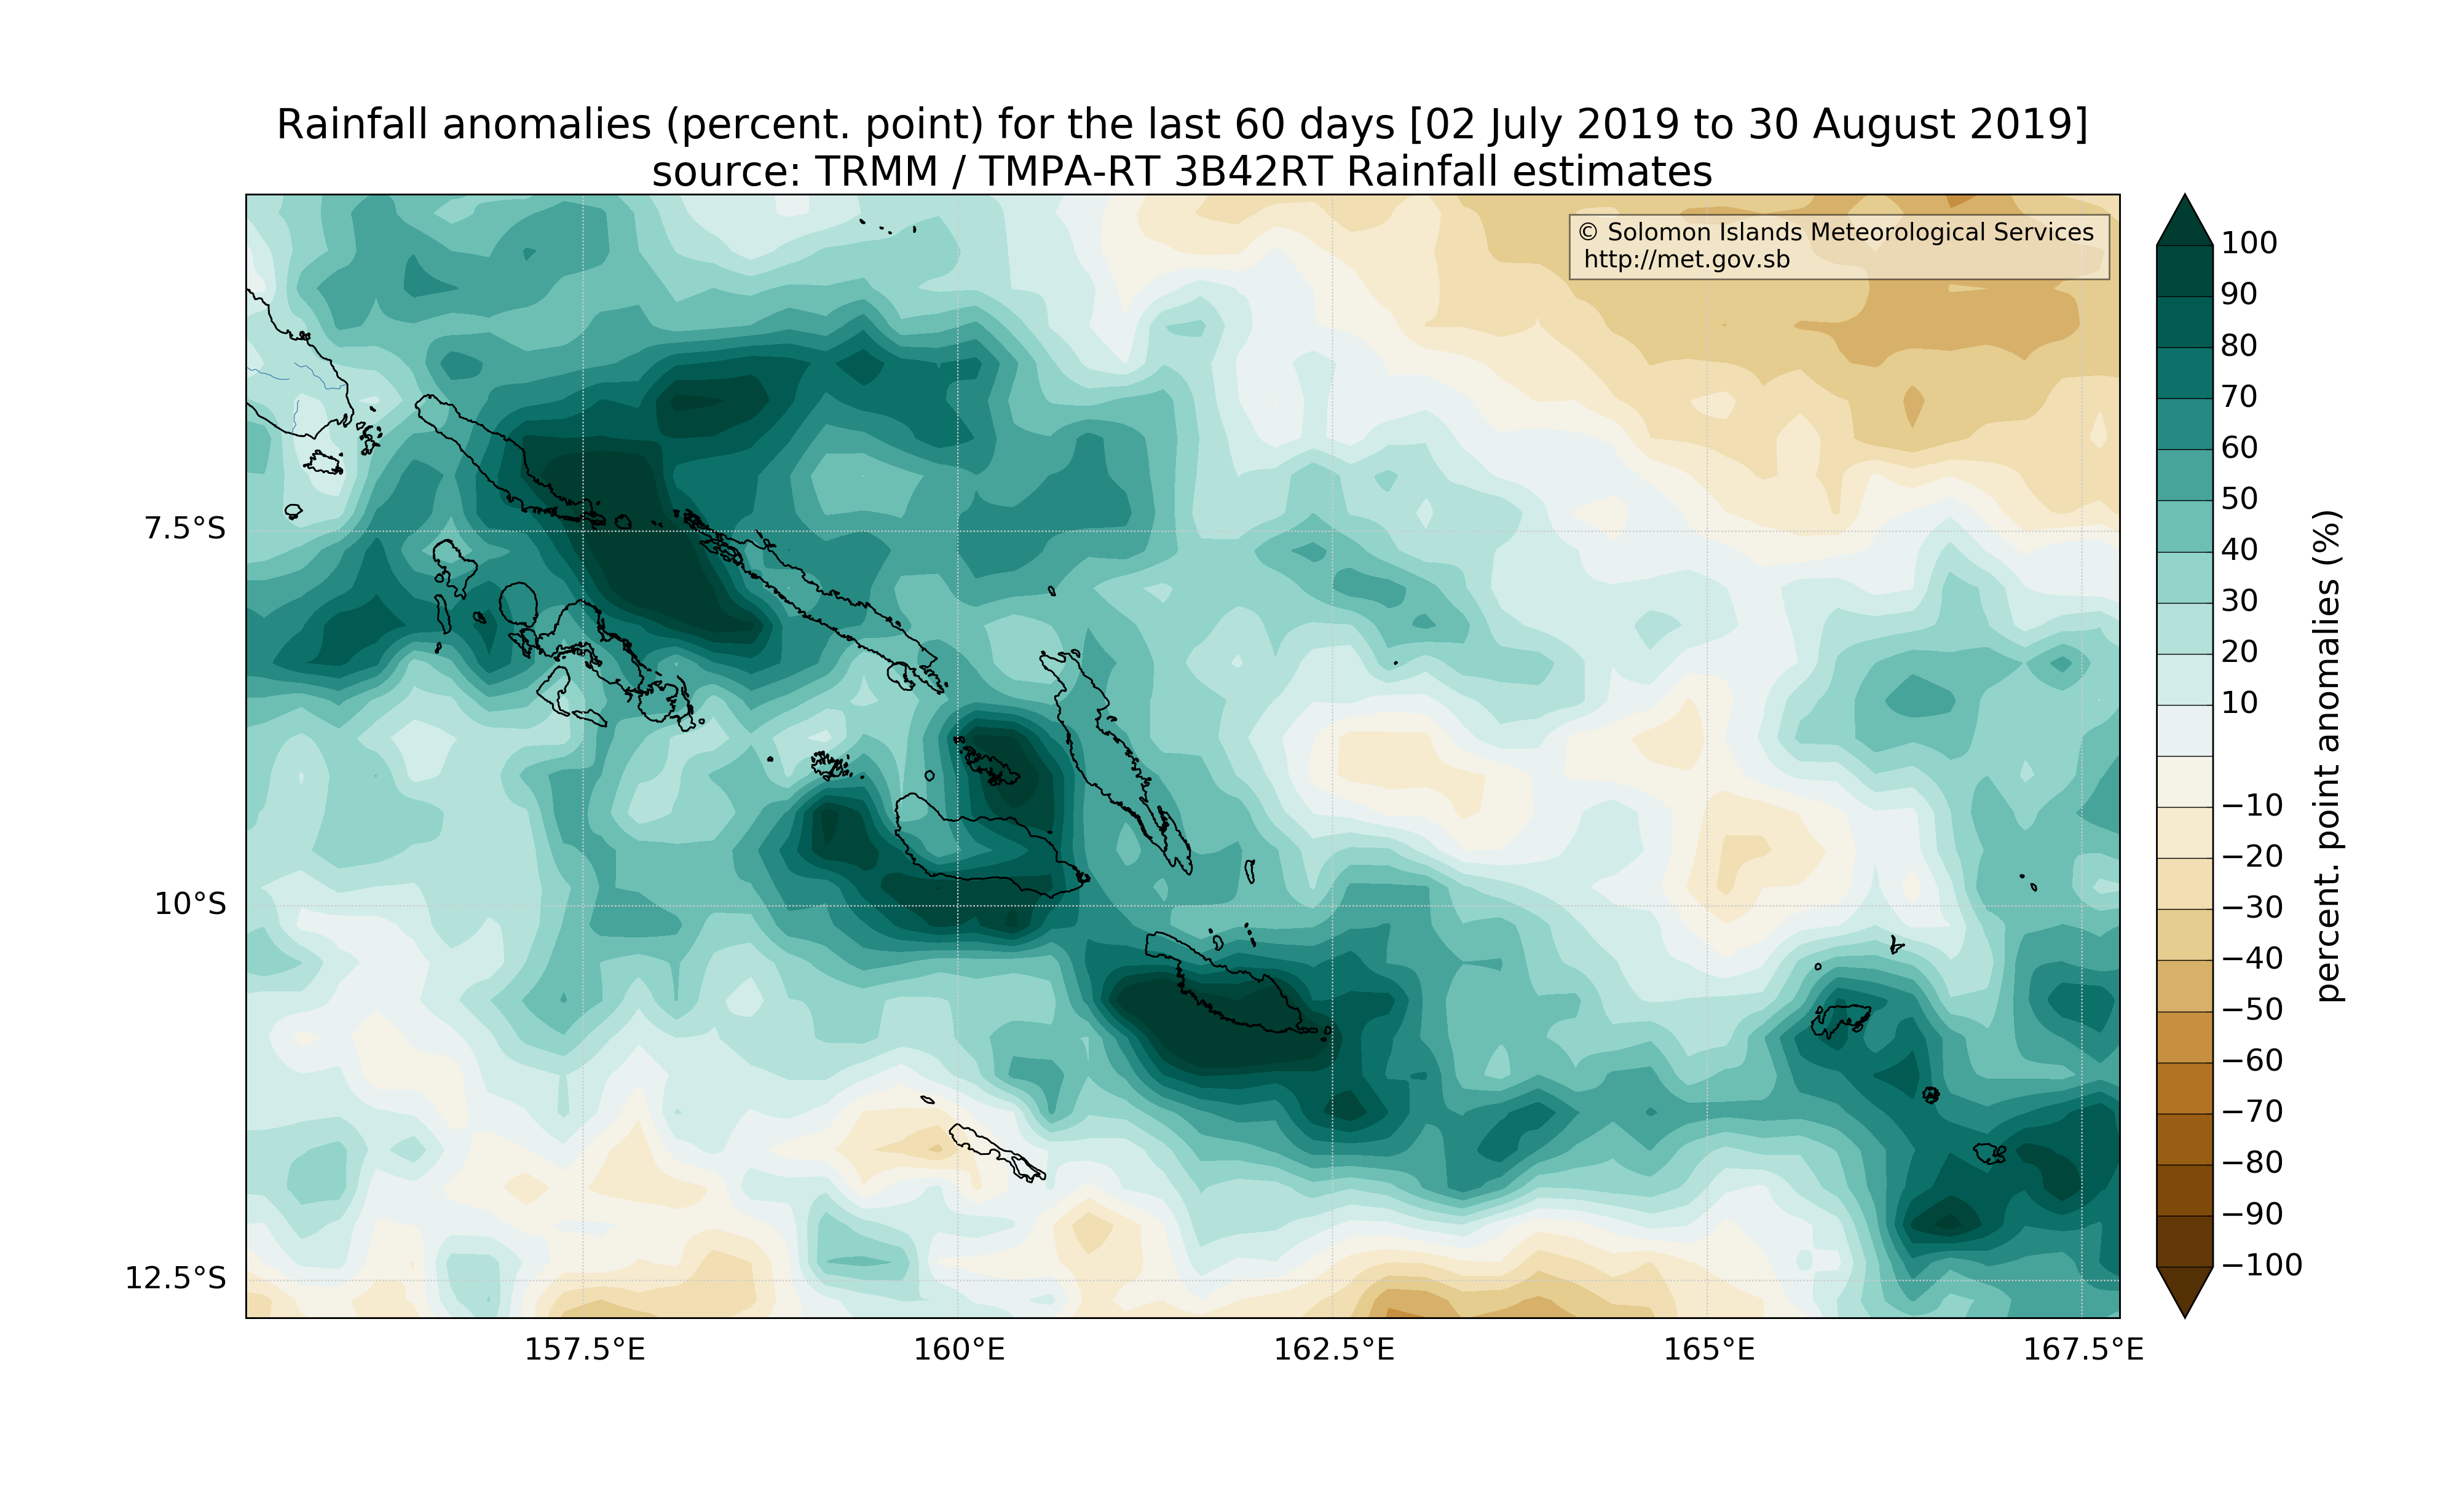 Rainfall anomalies (percent. point) for the last 60 days [02 July 2019 to 30 August 2019]
source: TRMM / TMPA-RT 3B42RT Rainfall estimates
© Solomon Islands Meteorological Services
http://met.gov.sb
7.5°S
10°S
12.5°S
157.5°E
160°E
162.5°E
165°E
167.5°E
100
90
80
70
60
50
40
30
20
10
−10
−20
−30
−40
−50
−60
−70
−80
−90
−100
percent. point anomalies (%)